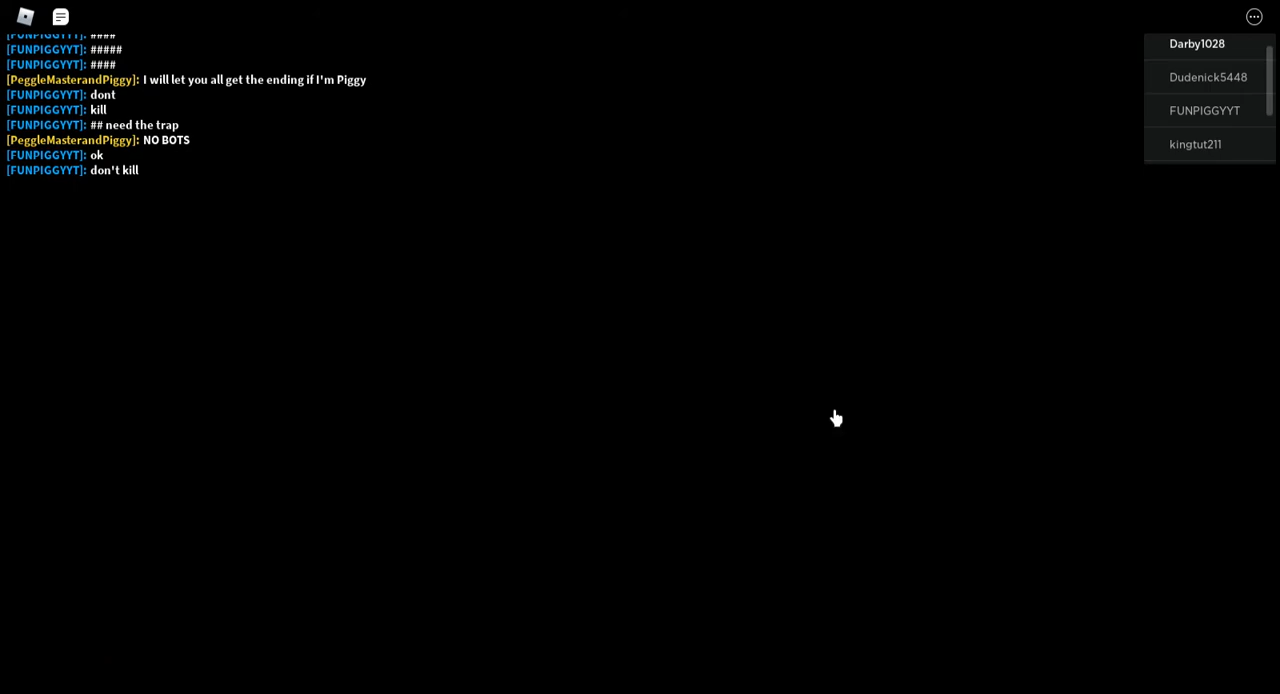 [FUNPIGGYYT]: ####
[FUNPIGGYYT]: #####
[FUNPIGGYYT]: ####
[PeggleMasterandPiggy]: I will let you all get the ending if I'm Piggy
[FUNPIGGYYT]: dont
[FUNPIGGYYT]: kill
[FUNPIGGYYT]: ## need the trap
[PeggleMasterandPiggy]: NO BOTS
[FUNPIGGYYT]: ok
[FUNPIGGYYT]: don't kill
Darby1028
Dudenick5448
FUNPIGGYYT
kingtut211